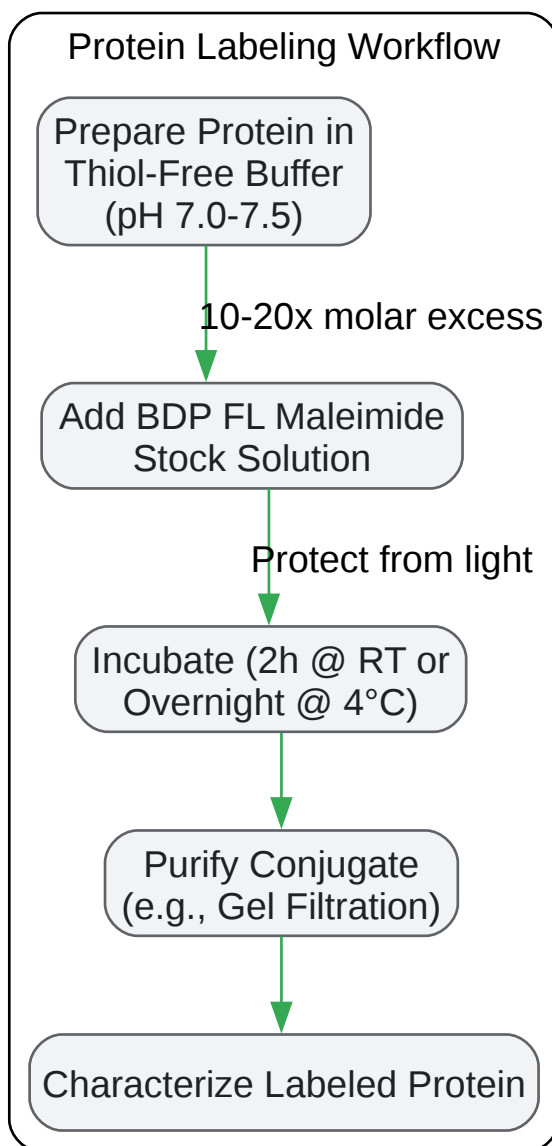 Protein Labeling Workflow
Prepare Protein in
Thiol-Free Buffer
(pH 7.0-7.5)
10-20x molar excess
Add BDP FL Maleimide
Stock Solution
Protect from light
Incubate (2h @ RT or
Overnight @ 4°C)
Purify Conjugate
(e.g., Gel Filtration)
Characterize Labeled Protein